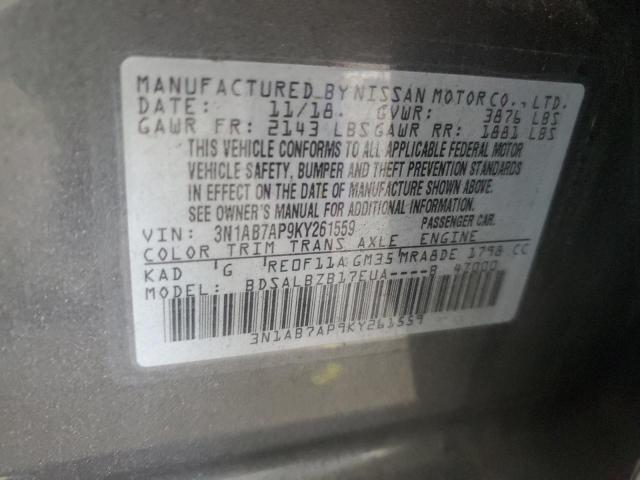 MANUFACTURED BY NISSAN MOTOR CO., LTD.
DATE: 11/18. GVWR: 3876 LBS
GAWR FR: 2143 LBS GAWR RR: 1881 LBS
THIS VEHICLE CONFORMS TO ALL APPLICABLE FEDERAL MOTOR
VEHICLE SAFETY, BUMPER AND THEFT PREVENTION STANDARDS
IN EFFECT ON THE DATE OF MANUFACTURE SHOWN ABOVE.
SEE OWNER'S MANUAL FOR ADDITIONAL INFORMATION.
VIN: 3N1AB7AP9KY261559 PASSENGER CAR.
COLOR TRIM TRANS AXLE ENGINE
KAD G RE0F11A GM35 MRA8DE 1798 CC
MODEL: BDSALBZB17EUA----B 4Z000
3N1AB7AP9KY261559